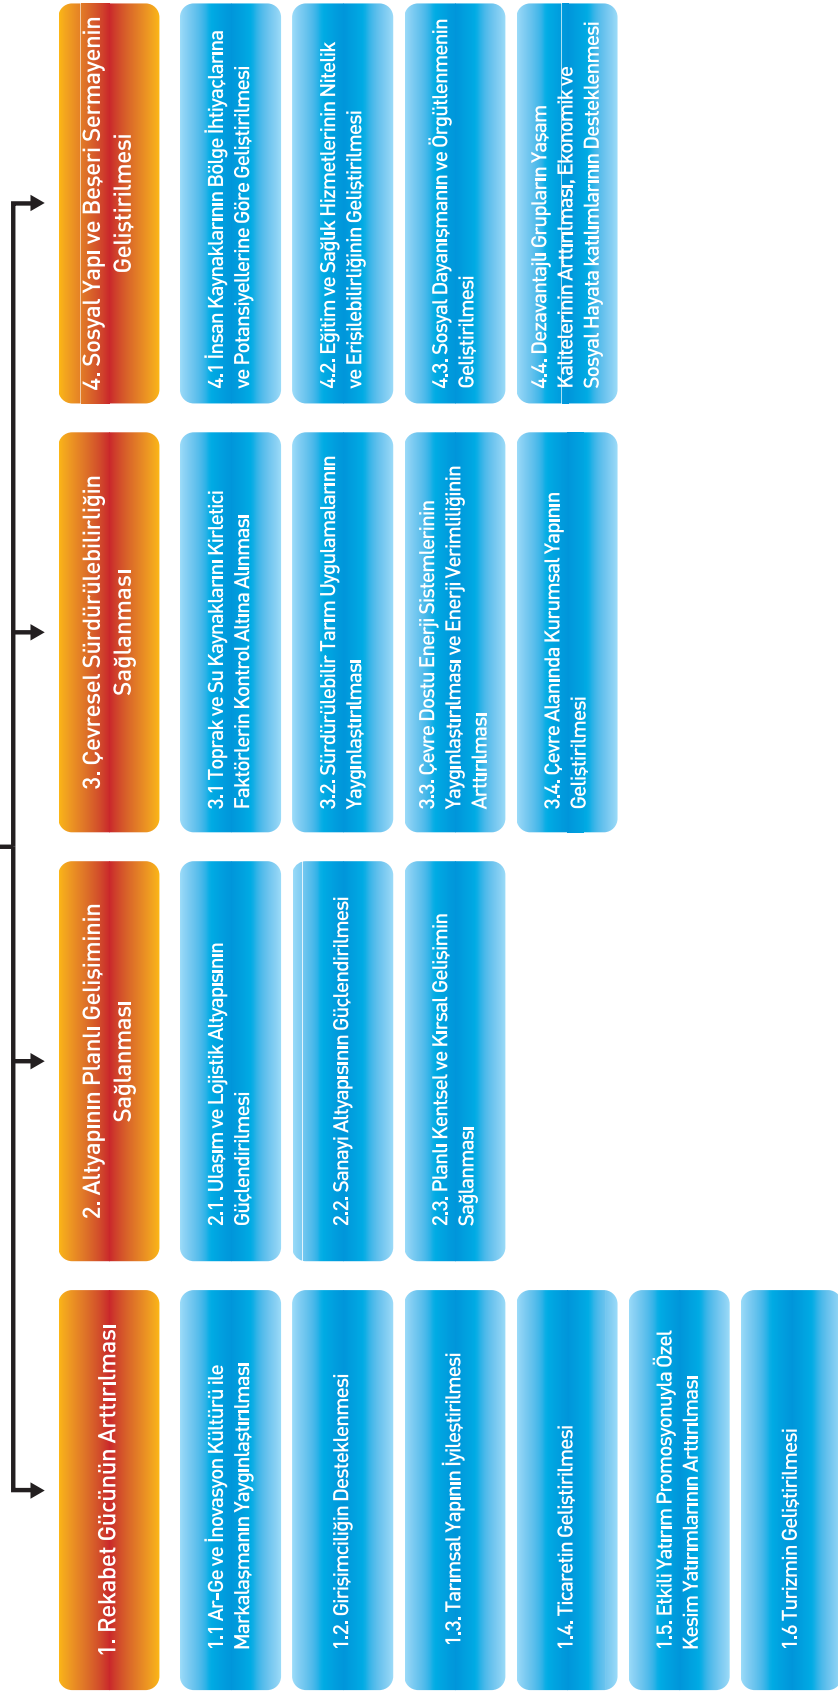 1. Rekabet Gücünün Arttırılması
1.1 Ar-Ge ve İnovasyon Kültürü ile
Markalaşmanın Yaygınlaştırılması
1.2. Girişimciliğin Desteklenmesi
1.3. Tarımsal Yapının İyileştirilmesi
1.4. Ticaretin Geliştirilmesi
1.5. Etkili Yatırım Promosyonuyla Özel
Kesim Yatırımlarının Arttırılması
1.6 Turizmin Geliştirilmesi
2. Altyapının Planlı Gelişiminin
Sağlanması
2.1. Ulaşım ve Lojistik Altyapısının
Güçlendirilmesi
2.2. Sanayi Altyapısının Güçlendirilmesi
2.3. Planlı Kentsel ve Kırsal Gelişimin
Sağlanması
3. Çevresel Sürdürülebilirliğin
Sağlanması
3.1 Toprak ve Su Kaynaklarını Kirletici
Faktörlerin Kontrol Altına Alınması
3.2. Sürdürülebilir Tarım Uygulamalarının
Yaygınlaştırılması
3.3. Çevre Dostu Enerji Sistemlerinin
Yaygınlaştırılması ve Enerji Verimliliğinin
Arttırılması
3.4. Çevre Alanında Kurumsal Yapının
Geliştirilmesi
4. Sosyal Yapı ve Beşeri Sermayenin
Geliştirilmesi
4.1 İnsan Kaynaklarının Bölge İhtiyaçlarına
ve Potansiyellerine Göre Geliştirilmesi
4.2. Eğitim ve Sağlık Hizmetlerinin Nitelik
ve Erişilebilirliğinin Geliştirilmesi
4.3. Sosyal Dayanışmanın ve Örgütlenmenin
Geliştirilmesi
4.4. Dezavantajlı Grupların Yaşam
Kalitelerinin Arttırılması, Ekonomik ve
Sosyal Hayata katılımlarının Desteklenmesi